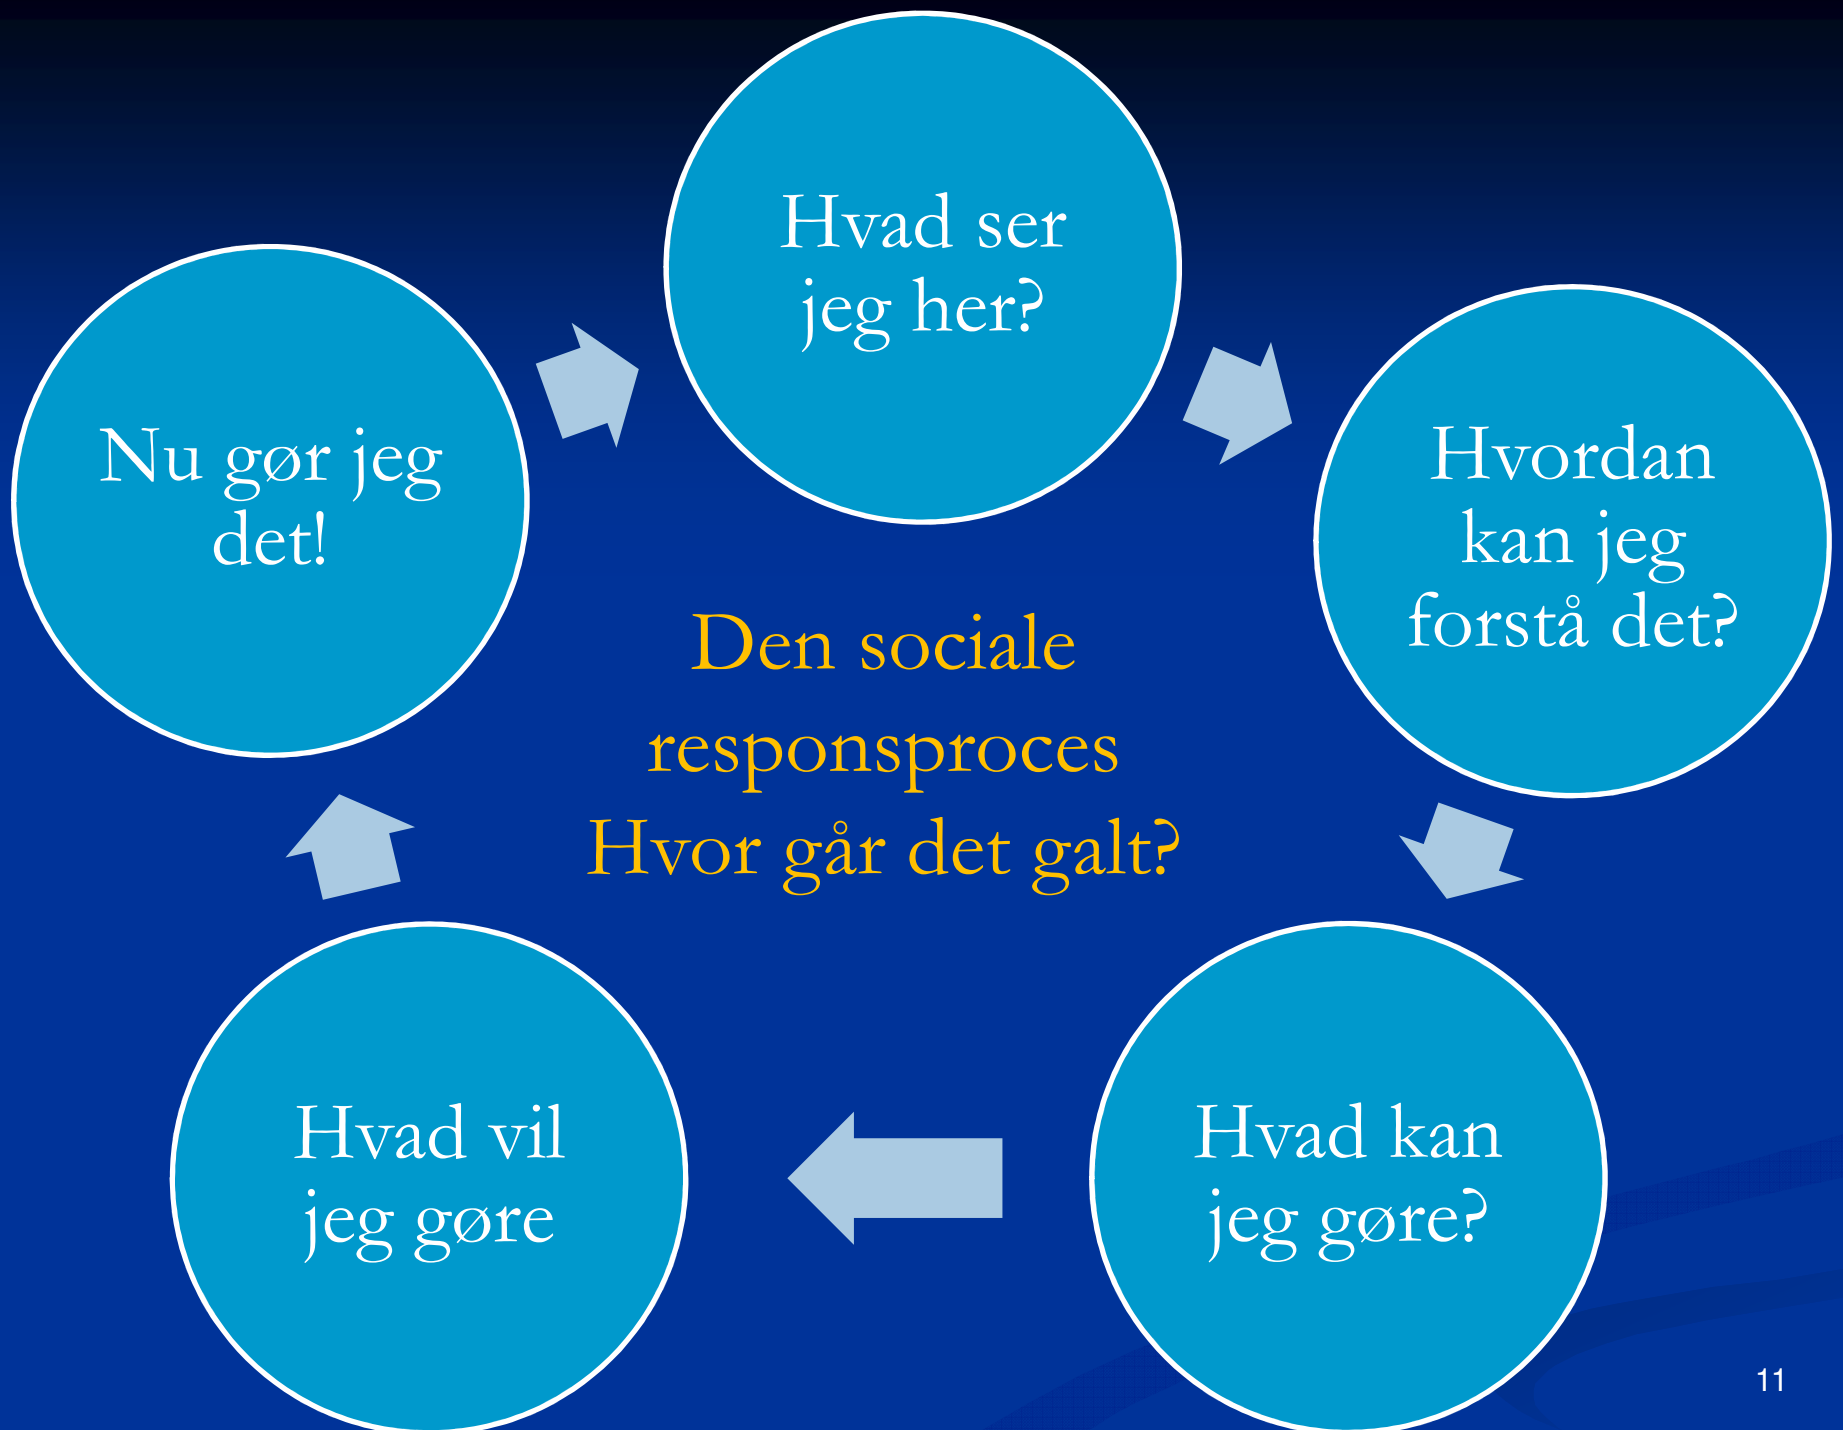 Hvad ser
jeg her?
Hvordan
kan jeg
forstå det?
Hvad kan
jeg gøre?
Hvad vil
jeg gøre
Nu gør jeg
det!
Den sociale
responsproces
Hvor går det galt?
11